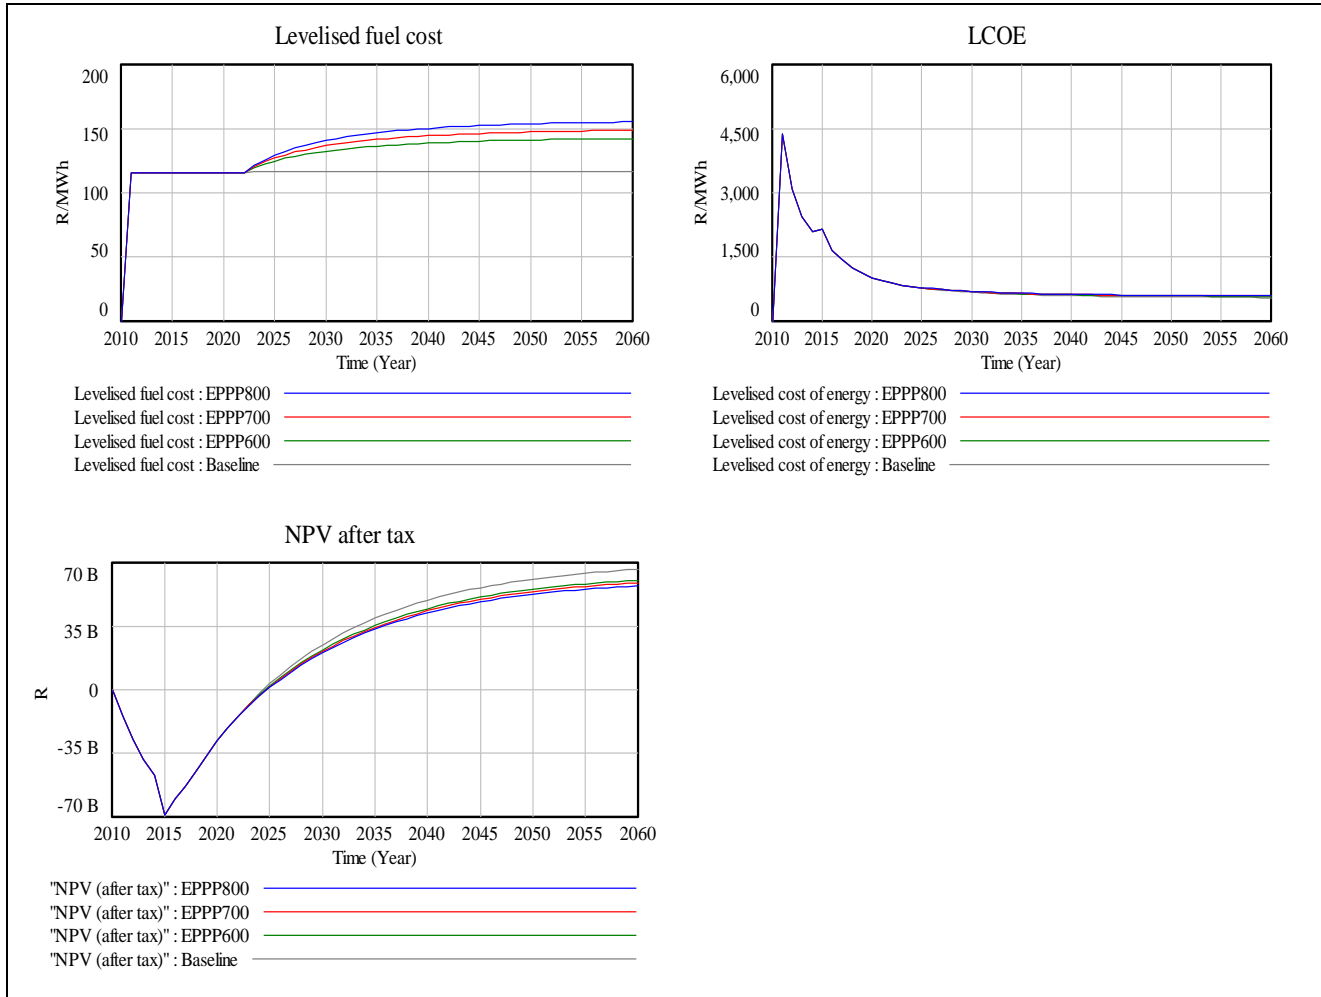 Levelised fuel cost
200
150
100
50
0
R/MWh
2010 2015 2020 2025 2030 2035 2040 2045 2050 2055 2060
Time (Year)
Levelised fuel cost : EPPP800
Levelised fuel cost : EPPP700
Levelised fuel cost : EPPP600
Levelised fuel cost : Baseline
LCOE
6,000
4,500
3,000
1,500
0
R/MWh
2010 2015 2020 2025 2030 2035 2040 2045 2050 2055 2060
Time (Year)
Levelised cost of energy : EPPP800
Levelised cost of energy : EPPP700
Levelised cost of energy : EPPP600
Levelised cost of energy : Baseline
NPV after tax
70 B
35 B
0
-35 B
-70 B
R
2010 2015 2020 2025 2030 2035 2040 2045 2050 2055 2060
Time (Year)
"NPV (after tax)" : EPPP800
"NPV (after tax)" : EPPP700
"NPV (after tax)" : EPPP600
"NPV (after tax)" : Baseline